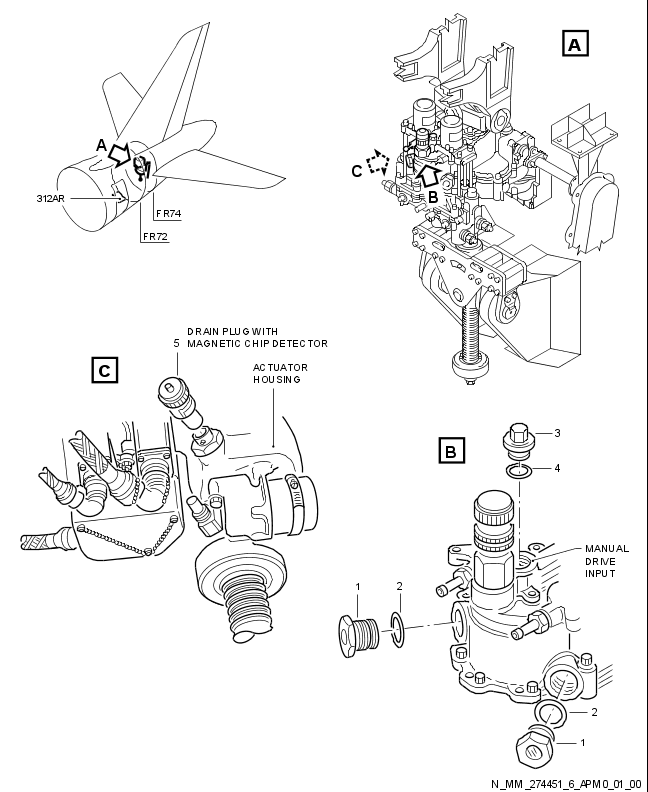 A
312AR
FR74
FR72
A
C
B
C
5
DRAIN PLUG WITH
MAGNETIC CHIP DETECTOR
ACTUATOR
HOUSING
B
3
4
MANUAL
DRIVE
INPUT
1
2
2
1
N_MM_274451_6_APM0_01_00